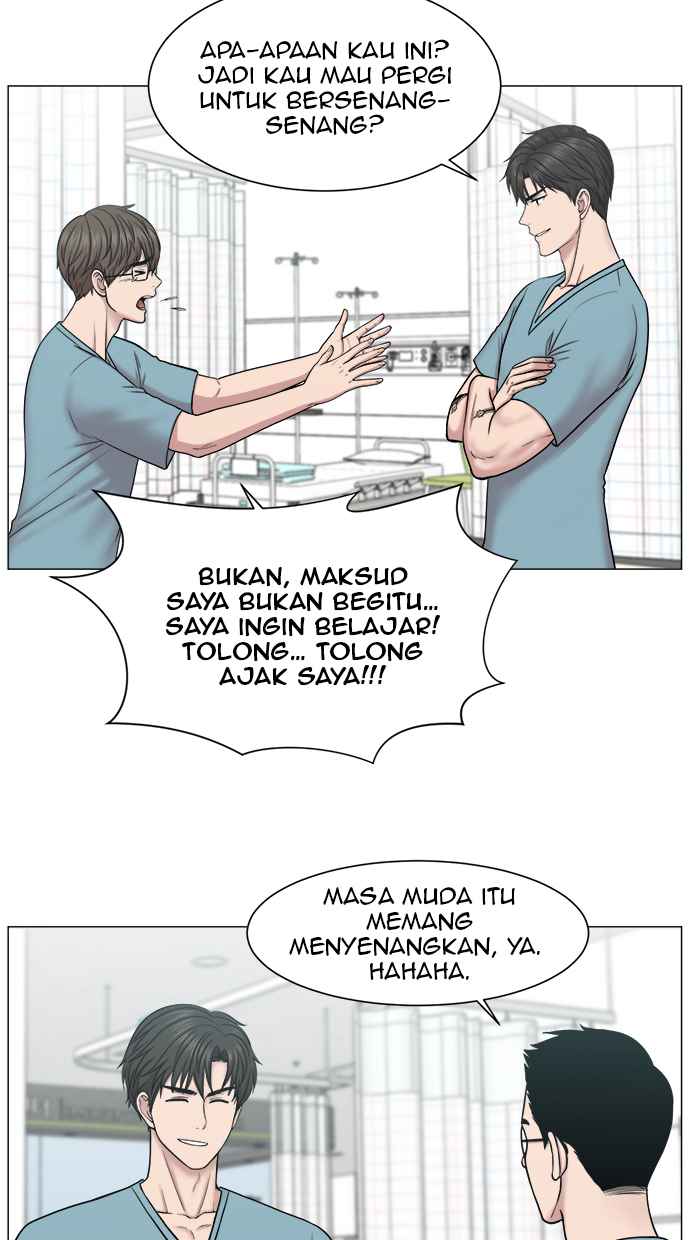 APA-APAAN KAU INI?
JADI KAU MAU PERGI
UNTUK BERSENANG-
SENANG?
BUKAN, MAKSUD
SAYA BUKAN BEGITU...
SAYA INGIN BELAJAR!
TOLONG... TOLONG
AJAK SAYA!!!
MASA MUDA ITU
MEMANG
MENYENANGKAN, YA.
HAHAHA.